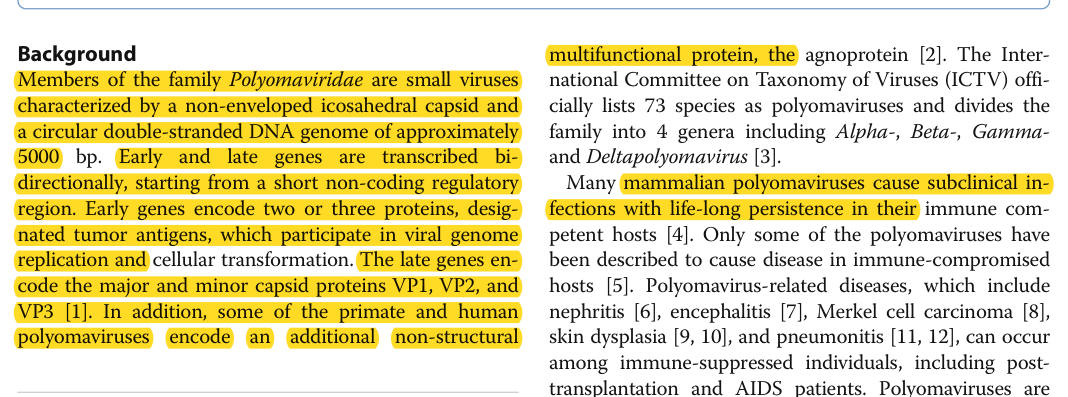 Background
Members of the family Polyomaviridae are small viruses
characterized by a non-enveloped icosahedral capsid and
a circular double-stranded DNA genome of approximately
5000 bp. Early and late genes are transcribed bi-
directionally, starting from a short non-coding regulatory
region. Early genes encode two or three proteins, desig-
nated tumor antigens, which participate in viral genome
replication and cellular transformation. The late genes en-
code the major and minor capsid proteins VP1, VP2, and
VP3 [1]. In addition, some of the primate and human
polyomaviruses encode an additional non-structural
multifunctional protein, the agnoprotein [2]. The Inter-
national Committee on Taxonomy of Viruses (ICTV) offi-
cially lists 73 species as polyomaviruses and divides the
family into 4 genera including Alpha-, Beta-, Gamma-
and Deltapolyomavirus [3].
Many mammalian polyomaviruses cause subclinical in-
fections with life-long persistence in their immune com-
petent hosts [4]. Only some of the polyomaviruses have
been described to cause disease in immune-compromised
hosts [5]. Polyomavirus-related diseases, which include
nephritis [6], encephalitis [7], Merkel cell carcinoma [8],
skin dysplasia [9, 10], and pneumonitis [11, 12], can occur
among immune-suppressed individuals, including post-
transplantation and AIDS patients. Polyomaviruses are